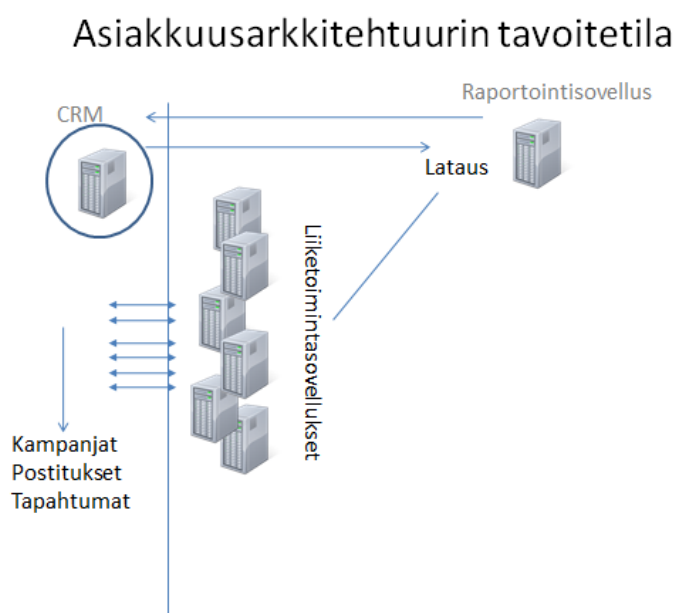 Asiakkuusarkkitehtuurin tavoitetila
Raportointisovellus
CRM
Lataus
Liiketoimintasovellukset
Kampanjat
Postitukset
Tapahtumat